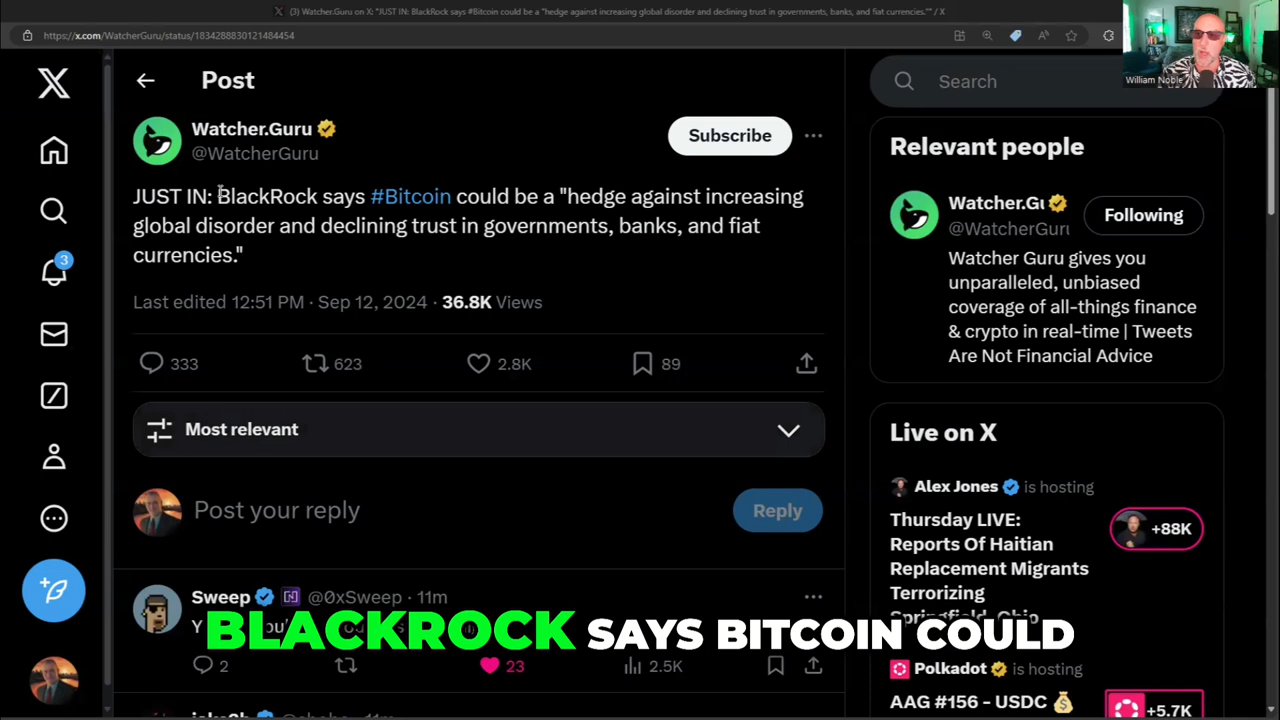 (3) Watcher.Guru on X: "JUST IN: BlackRock says #Bitcoin could be a "hedge against increasing global disorder and declining trust in governments, banks, and fiat currencies."" / X
https://x.com/WatcherGuru/status/1834288830121484454
William Noble
Post
Search
Watcher.Guru
@WatcherGuru
Subscribe
JUST IN: BlackRock says #Bitcoin could be a "hedge against increasing
global disorder and declining trust in governments, banks, and fiat
currencies."
Last edited 12:51 PM · Sep 12, 2024 · 36.8K Views
333 623 2.8K 89
Most relevant
Post your reply
Reply
Sweep @0xSweep · 11m
2 23 2.5K
11m
3
Relevant people
Watcher.Gu
@WatcherGuru
Following
Watcher Guru gives you
unparalleled, unbiased
coverage of all-things finance
& crypto in real-time | Tweets
Are Not Financial Advice
Live on X
Alex Jones is hosting
Thursday LIVE:
Reports Of Haitian
Replacement Migrants
Terrorizing
Springfield, Ohio
+88K
Polkadot is hosting
AAG #156 - USDC
+5.7K
BLACKROCK SAYS BITCOIN COULD